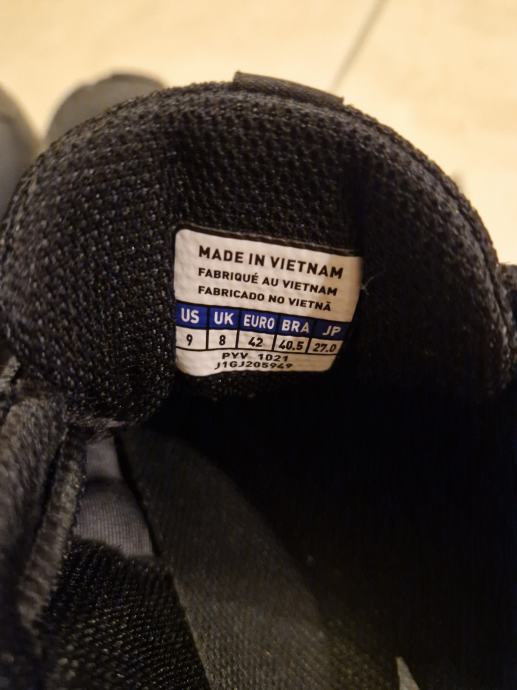 MADE IN VIETNAM
FABRIQUÉ AU VIETNAM
FABRICADO NO VIETNÃ
US UK EURO BRA JP
9 8 42 40.5 27.0
PYV 1021
J1GJ205949